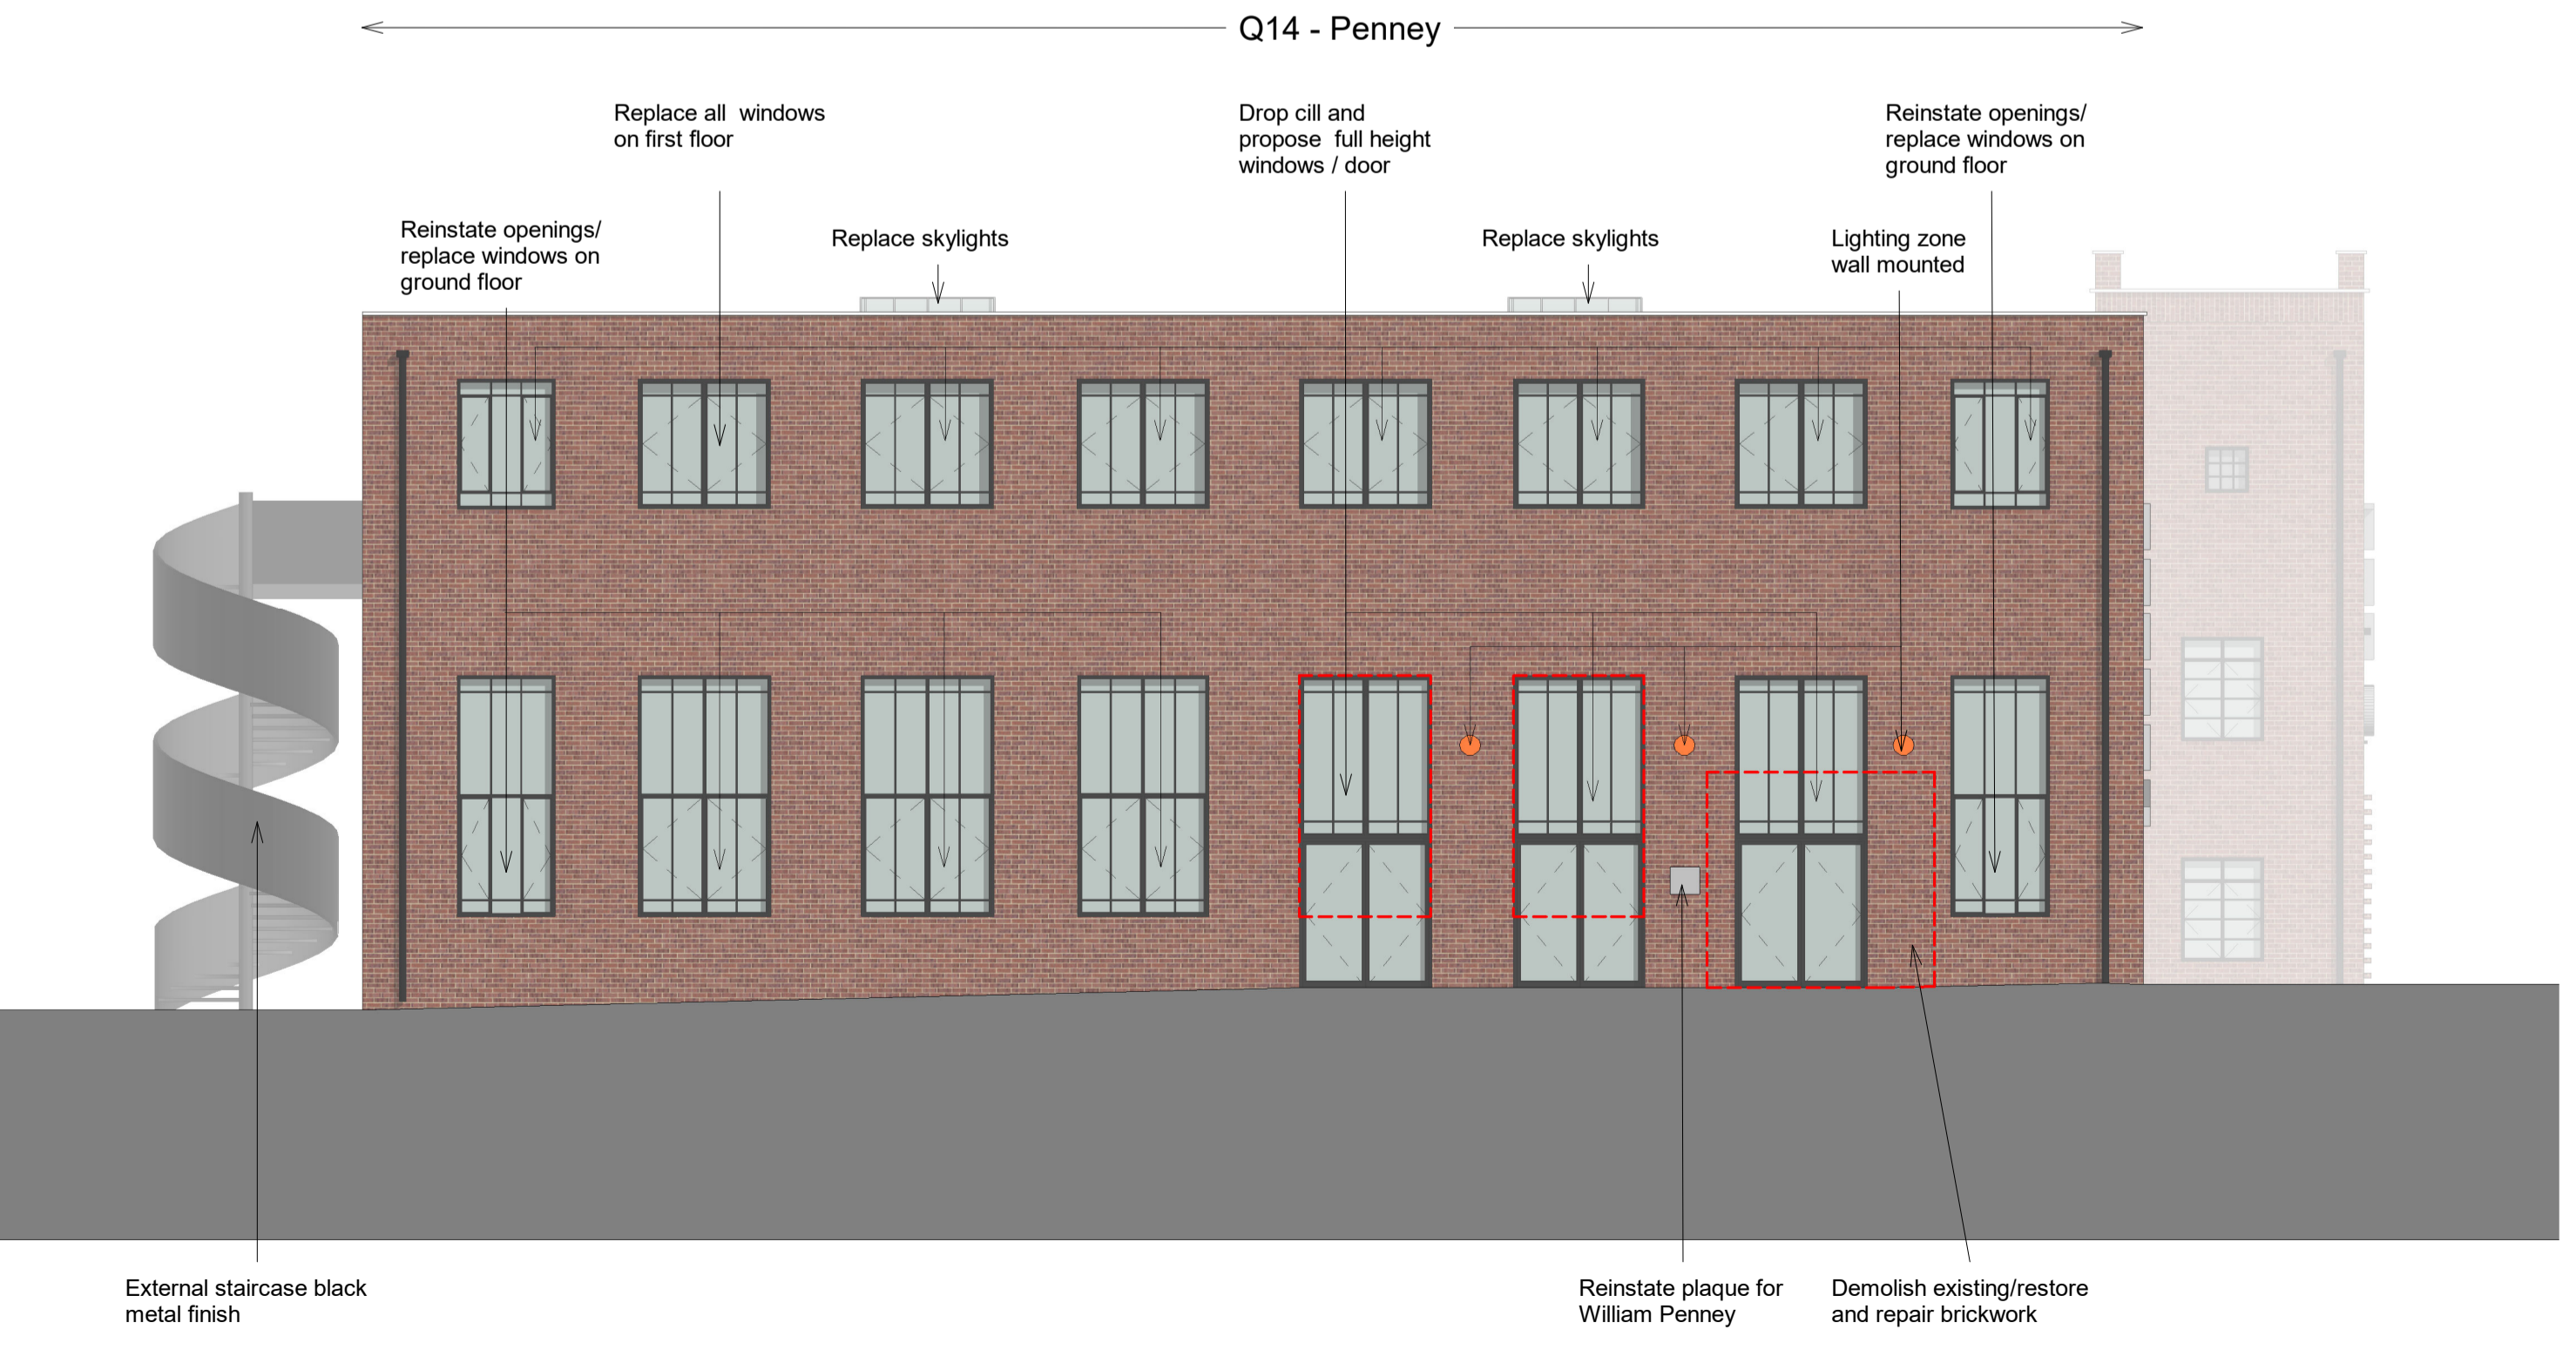 Q14 - Penney
Replace all  windows
on first floor
Drop cill and
propose  full height
windows / door
Reinstate openings/
replace windows on
ground floor
Reinstate openings/
replace windows on
ground floor
Replace skylights
Replace skylights
Lighting zone
wall mounted
External staircase black
metal finish
Reinstate plaque for
William Penney
Demolish existing/restore
and repair brickwork